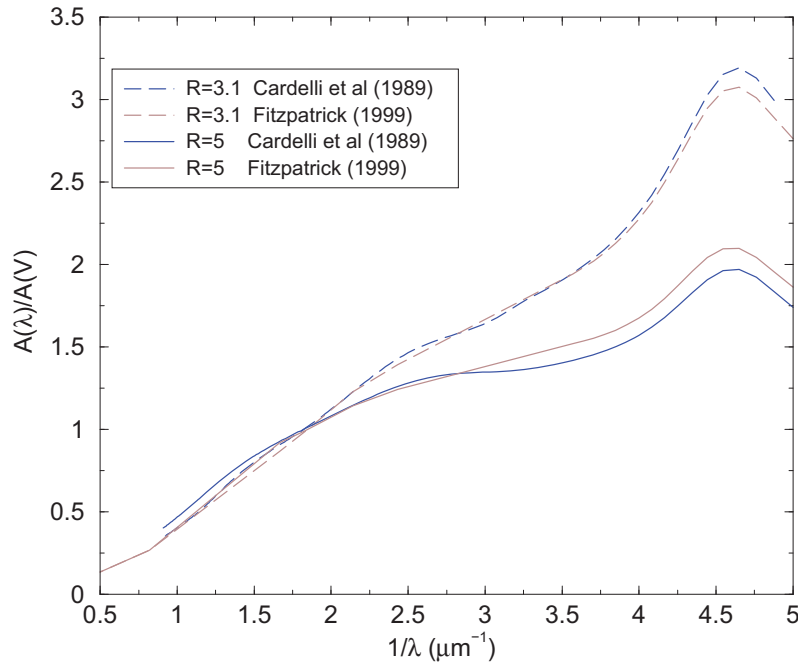 3.5
3
2.5
2
1.5
1
0.5
0
A(λ)/A(V)
R=3.1 Cardelli et al (1989)
R=3.1 Fitzpatrick (1999)
R=5 Cardelli et al (1989)
R=5 Fitzpatrick (1999)
0.5 1 1.5 2 2.5 3 3.5 4 4.5 5
1/λ (μm⁻¹)